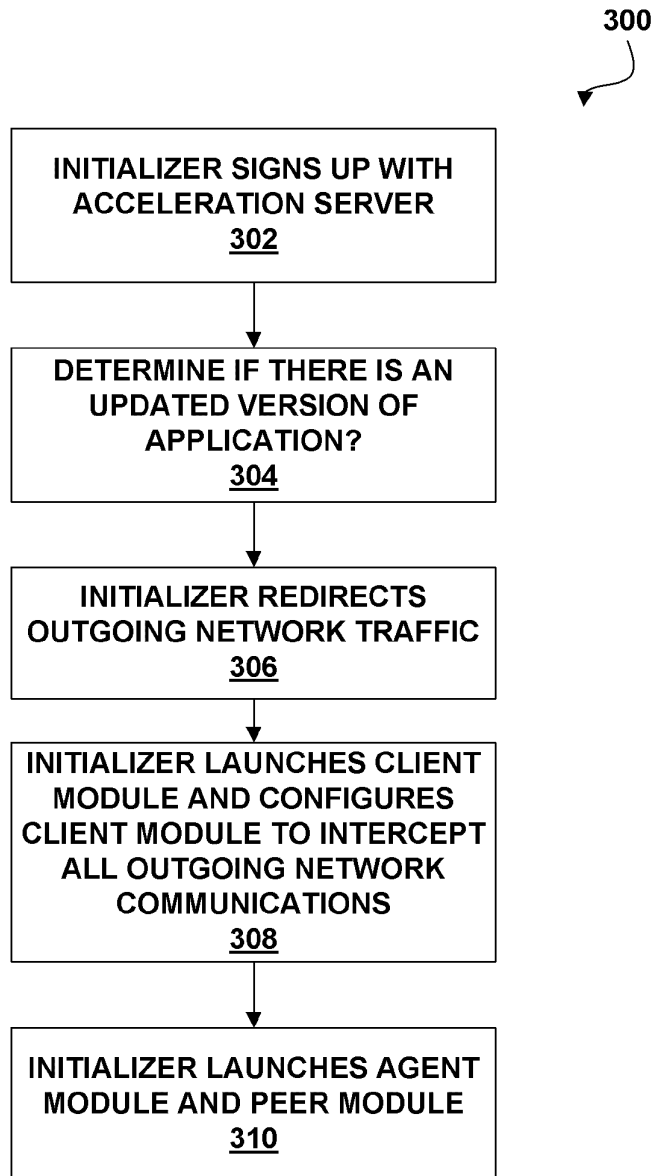 300
INITIALIZER SIGNS UP WITH
ACCELERATION SERVER
302
DETERMINE IF THERE IS AN
UPDATED VERSION OF
APPLICATION?
304
INITIALIZER REDIRECTS
OUTGOING NETWORK TRAFFIC
306
INITIALIZER LAUNCHES CLIENT
MODULE AND CONFIGURES
CLIENT MODULE TO INTERCEPT
ALL OUTGOING NETWORK
COMMUNICATIONS
308
INITIALIZER LAUNCHES AGENT
MODULE AND PEER MODULE
310